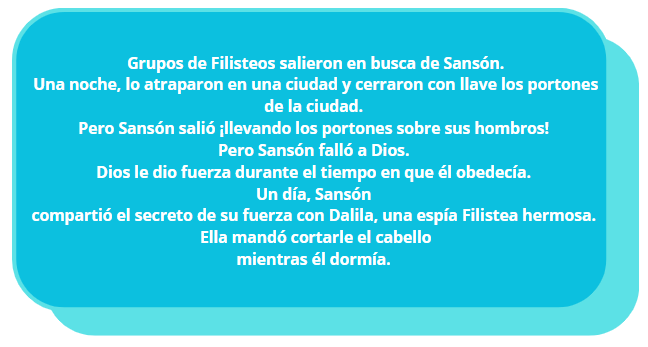 Grupos de Filisteos salieron en busca de Sansón.
Una noche, lo atraparon en una ciudad y cerraron con llave los portones
de la ciudad.
Pero Sansón salió ¡llevando los portones sobre sus hombros!
Pero Sansón falló a Dios.
Dios le dio fuerza durante el tiempo en que él obedecía.
Un día, Sansón
compartió el secreto de su fuerza con Dalila, una espía Filistea hermosa.
Ella mandó cortarle el cabello
mientras él dormía.